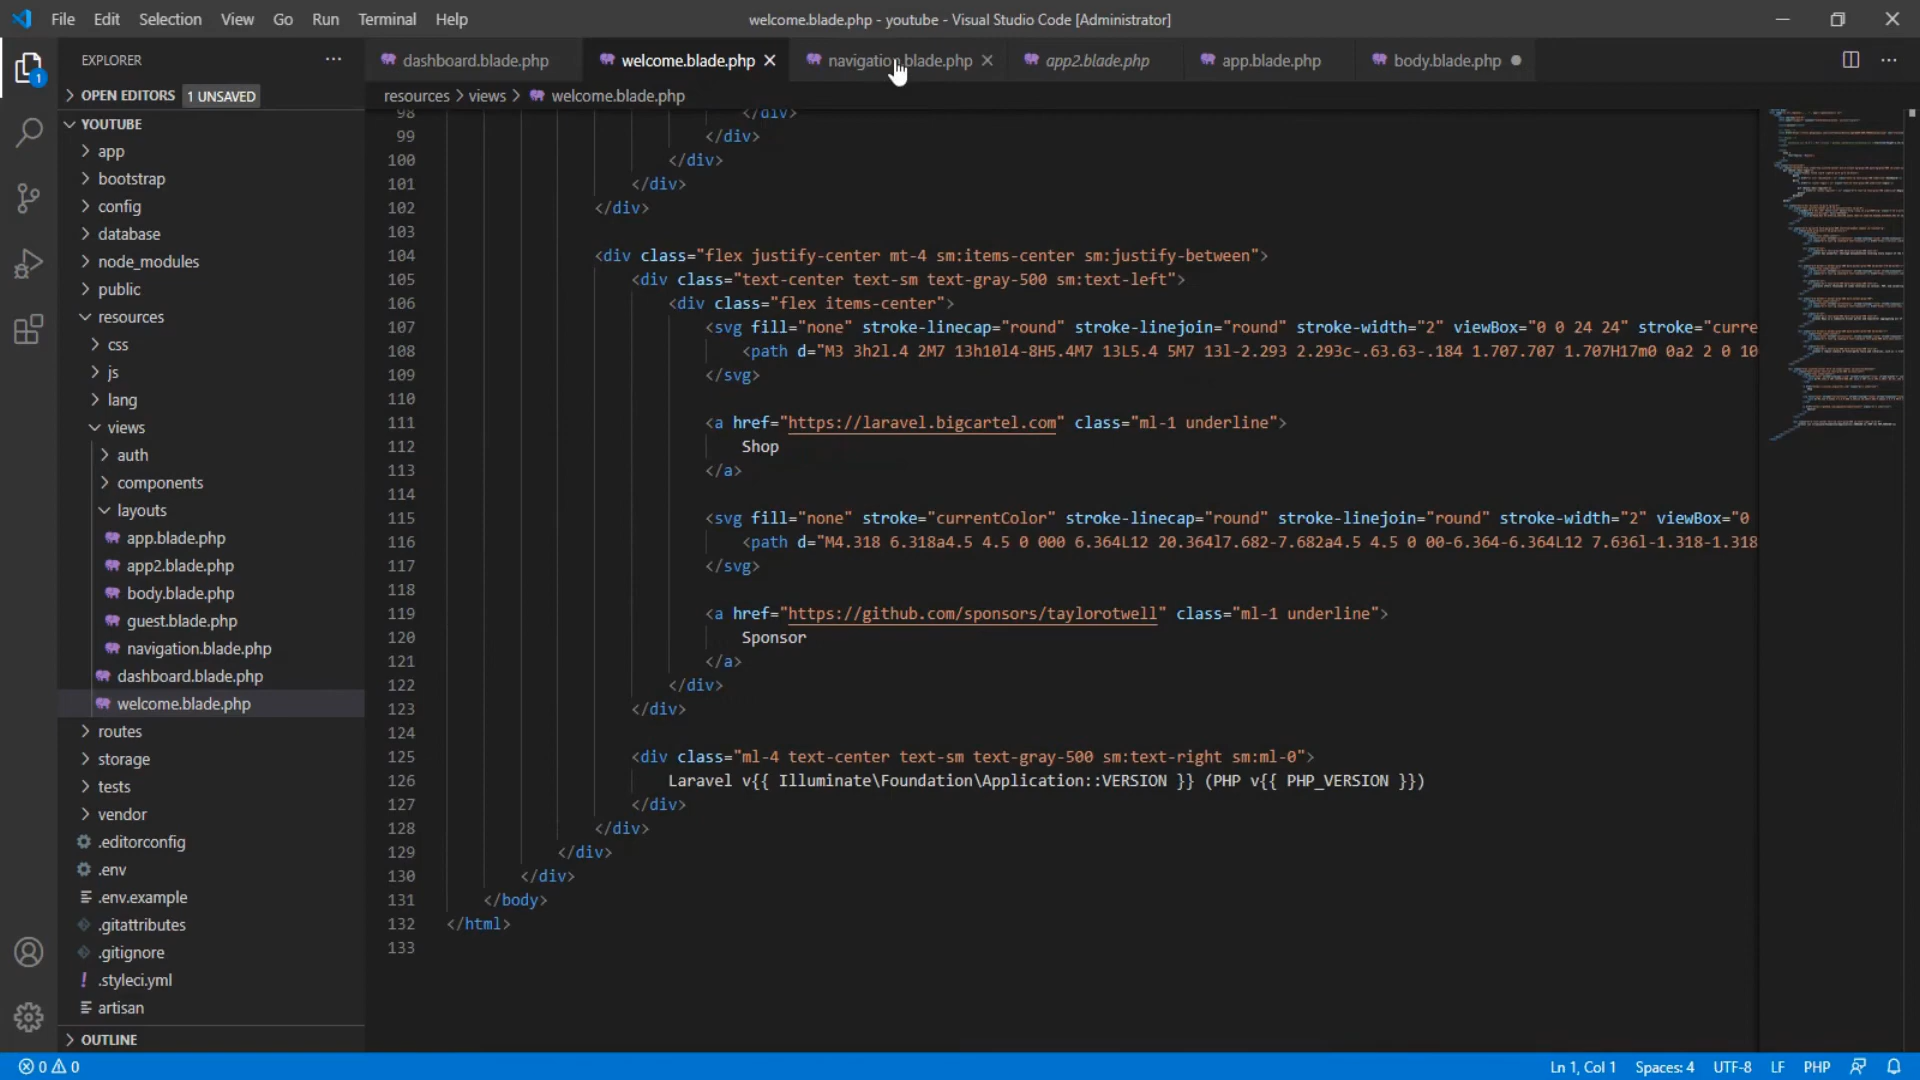 File Edit Selection View Go Run Terminal Help
welcome.blade.php - youtube - Visual Studio Code [Administrator]
EXPLORER
dashboard.blade.php
welcome.blade.php
navigation.blade.php
app2.blade.php
app.blade.php
body.blade.php
OPEN EDITORS 1 UNSAVED
resources > views > welcome.blade.php
1
YOUTUBE
app
bootstrap
config
database
node_modules
public
resources
css
js
lang
views
auth
components
layouts
app.blade.php
app2.blade.php
body.blade.php
guest.blade.php
navigation.blade.php
dashboard.blade.php
welcome.blade.php
routes
storage
tests
vendor
.editorconfig
.env
.env.example
.gitattributes
.gitignore
.styleci.yml
artisan
OUTLINE
98 </div>
99 </div>
100 </div>
101 </div>
102 </div>
103
104 <div class="flex justify-center mt-4 sm:items-center sm:justify-between">
105 <div class="text-center text-sm text-gray-500 sm:text-left">
106 <div class="flex items-center">
107 <svg fill="none" stroke-linecap="round" stroke-linejoin="round" stroke-width="2" viewBox="0 0 24 24" stroke="curre
108 <path d="M3 3h2l.4 2M7 13h10l4-8H5.4M7 13L5.4 5M7 13l-2.293 2.293c-.63.63-.184 1.707.707 1.707H17m0 0a2 2 0 10
109 </svg>
110
111 <a href="https://laravel.bigcartel.com" class="ml-1 underline">
112 Shop
113 </a>
114
115 <svg fill="none" stroke="currentColor" stroke-linecap="round" stroke-linejoin="round" stroke-width="2" viewBox="0
116 <path d="M4.318 6.318a4.5 4.5 0 000 6.364L12 20.364l7.682-7.682a4.5 4.5 0 00-6.364-6.364L12 7.636l-1.318-1.318
117 </svg>
118
119 <a href="https://github.com/sponsors/taylorotwell" class="ml-1 underline">
120 Sponsor
121 </a>
122 </div>
123 </div>
124
125 <div class="ml-4 text-center text-sm text-gray-500 sm:text-right sm:ml-0">
126 Laravel v{{ Illuminate\Foundation\Application::VERSION }} (PHP v{{ PHP_VERSION }})
127 </div>
128 </div>
129 </div>
130 </div>
131 </body>
132 </html>
133
0 0
Ln 1, Col 1 Spaces: 4 UTF-8 LF PHP